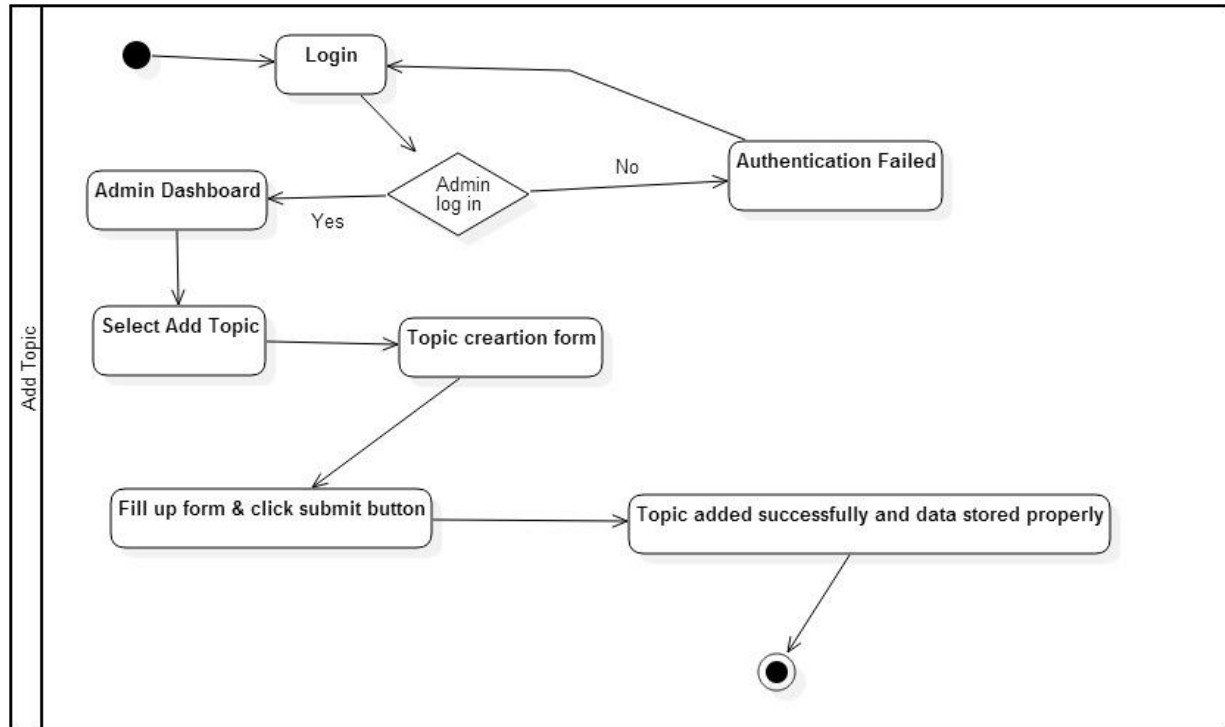 Add Topic
Login
Authentication Failed
No
Admin
log in
Admin Dashboard
Yes
Select Add Topic
Topic creartion form
Fill up form & click submit button
Topic added successfully and data stored properly